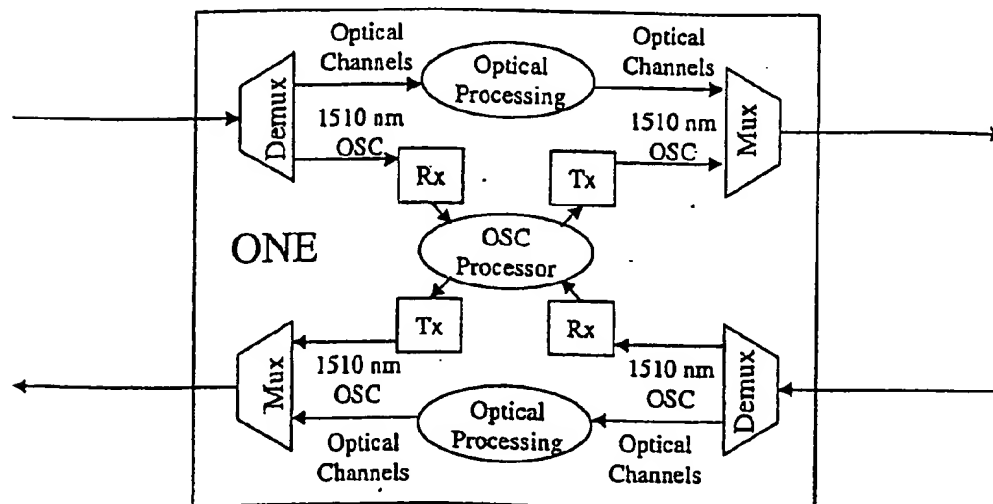 Optical
Channels
Optical
Processing
Optical
Channels
Demux
1510 nm
OSC
1510 nm
OSC
Mux
Rx
Tx
ONE
OSC
Processor
Tx
Rx
Mux
1510 nm
OSC
1510 nm
OSC
Demux
Optical
Processing
Optical
Channels
Optical
Channels